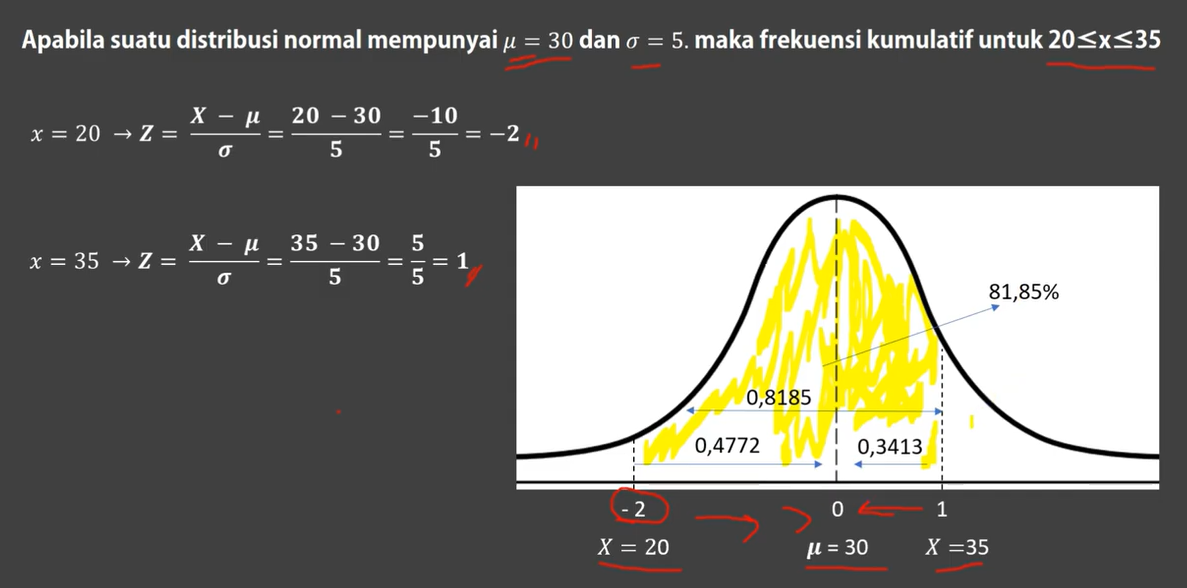 Apabila suatu distribusi normal mempunyai μ = 30 dan σ = 5. maka frekuensi kumulatif untuk 20≤x≤35
x = 20 → Z = (X − μ)/σ = (20 − 30)/5 = −10/5 = −2
x = 35 → Z = (X − μ)/σ = (35 − 30)/5 = 5/5 = 1
81,85%
0,8185
0,4772 0,3413
- 2 0 1
X = 20 μ = 30 X =35